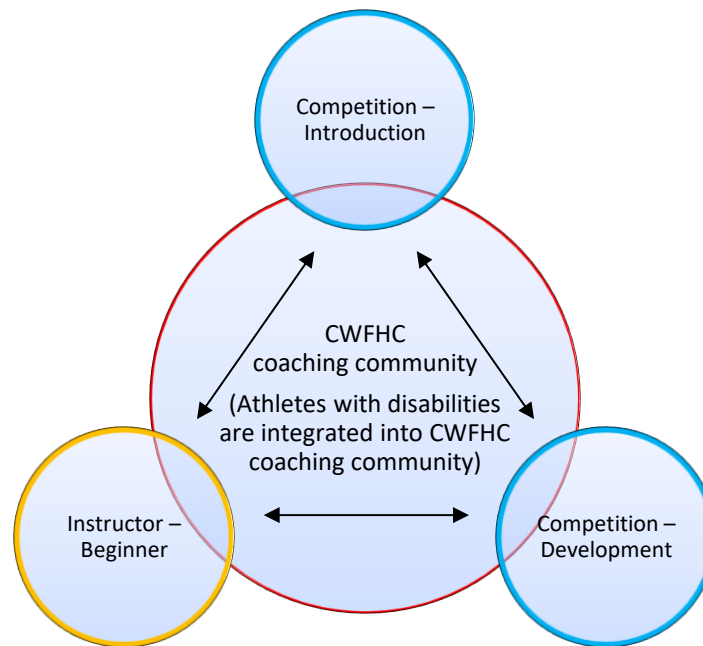 Competition –
Introduction
CWFHC
coaching community
(Athletes with disabilities
are integrated into CWFHC
coaching community)
Instructor –
Beginner
Competition –
Development